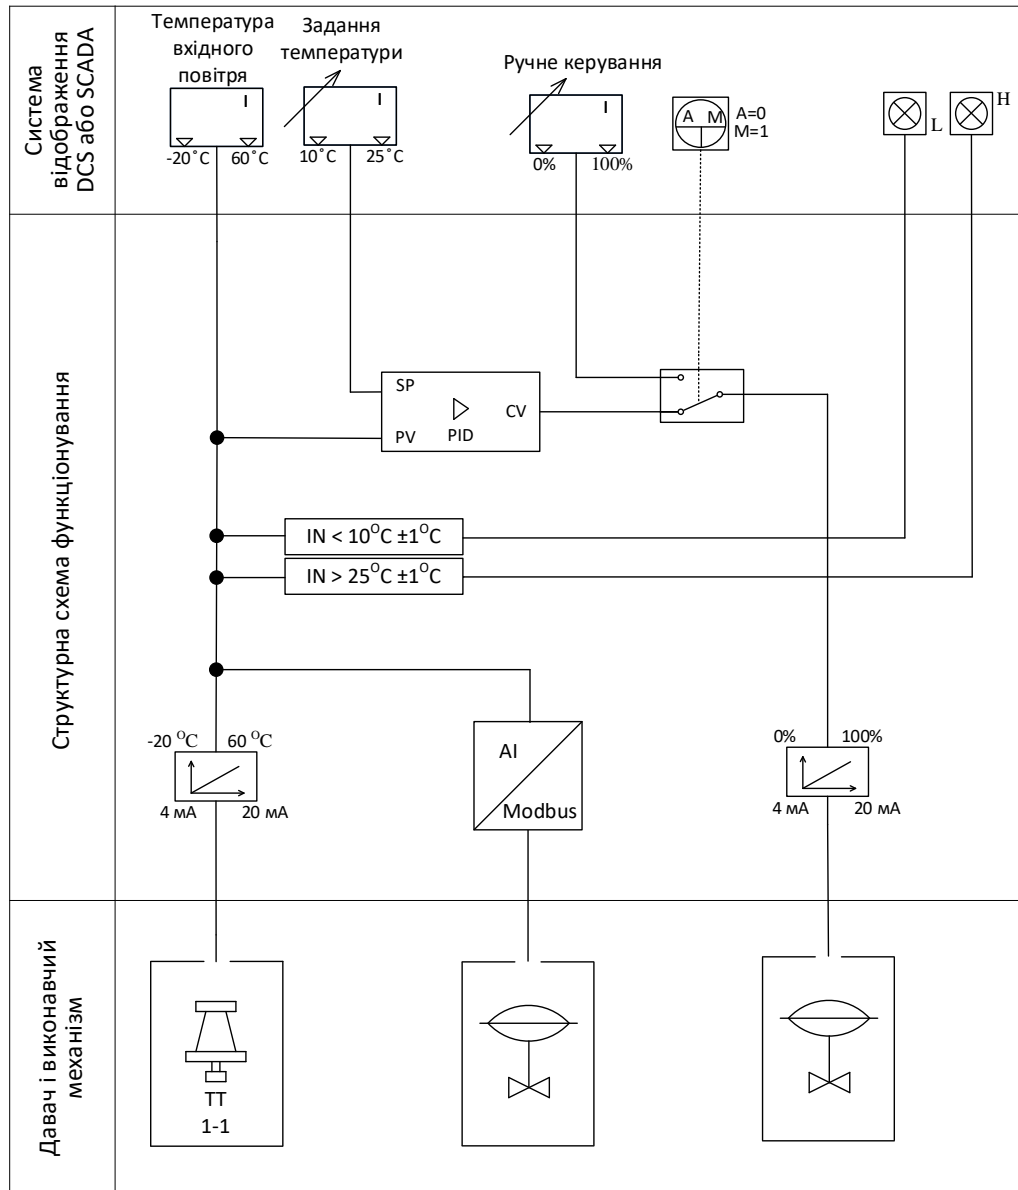 Система
відображення
DCS або SCADA
Температура
вхідного
повітря
I
-20˚C 60˚C
Задання
температури
I
10˚C 25˚C
Ручне керування
I
0% 100%
A M
A=0
M=1
L
H
Структурна схема функціонування
SP
PV
PID
CV
IN < 10ᴼC ±1ᴼC
IN > 25ᴼC ±1ᴼC
-20 ᴼC 60 ᴼC
4 мА 20 мА
AI
Modbus
0% 100%
4 мА 20 мА
Давач і виконавчий
механізм
TT
1-1